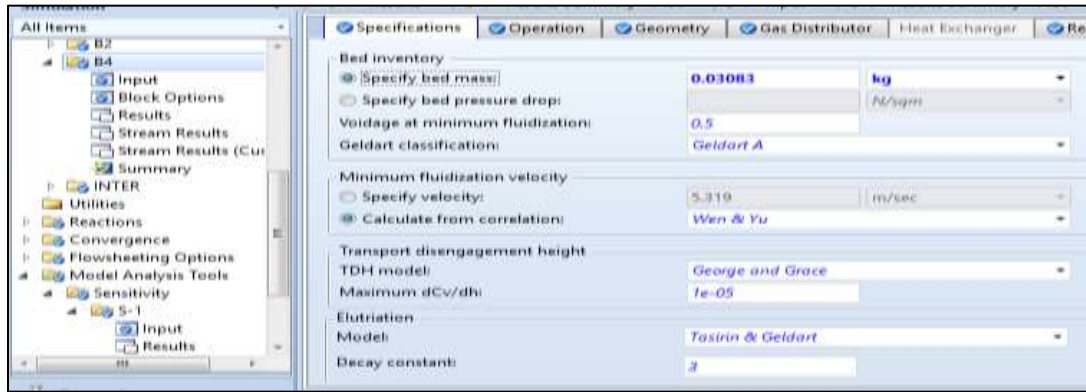 All Items
B2
B4
Input
Block Options
Results
Stream Results
Stream Results (Cus
Summary
INTER
Utilities
Reactions
Convergence
Flowsheeting Options
Model Analysis Tools
Sensitivity
S-1
Input
Results
Specifications Operation Geometry Gas Distributor Heat Exchanger Re
Bed inventory
Specify bed mass: 0.03083 kg
Specify bed pressure drop: N/sqm
Voidage at minimum fluidization: 0.5
Geldart classification: Geldart A
Minimum fluidization velocity
Specify velocity: 5.319 m/sec
Calculate from correlation: Wen & Yu
Transport disengagement height
TDH model: George and Grace
Maximum dCv/dh: 1e-05
Elutriation
Model: Tasirin & Geldart
Decay constant: 3